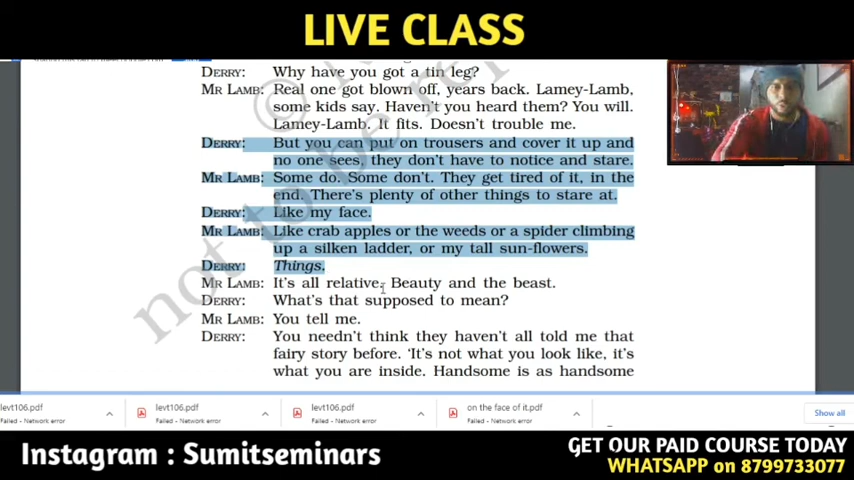 LIVE CLASS
DERRY: Why have you got a tin leg?
MR LAMB: Real one got blown off, years back. Lamey-Lamb,
some kids say. Haven't you heard them? You will.
Lamey-Lamb. It fits. Doesn't trouble me.
DERRY: But you can put on trousers and cover it up and
no one sees, they don't have to notice and stare.
MR LAMB: Some do. Some don't. They get tired of it, in the
end. There's plenty of other things to stare at.
DERRY: Like my face.
MR LAMB: Like crab apples or the weeds or a spider climbing
up a silken ladder, or my tall sun-flowers.
DERRY: Things.
MR LAMB: It's all relative. Beauty and the beast.
DERRY: What's that supposed to mean?
MR LAMB: You tell me.
DERRY: You needn't think they haven't all told me that
fairy story before. 'It's not what you look like, it's
what you are inside. Handsome is as handsome
not to be re
levt106.pdf
Failed - Network error
levt106.pdf
Failed - Network error
levt106.pdf
Failed - Network error
on the face of it.pdf
Failed - Network error
Show all
Instagram : Sumitseminars
GET OUR PAID COURSE TODAY
WHATSAPP on 8799733077